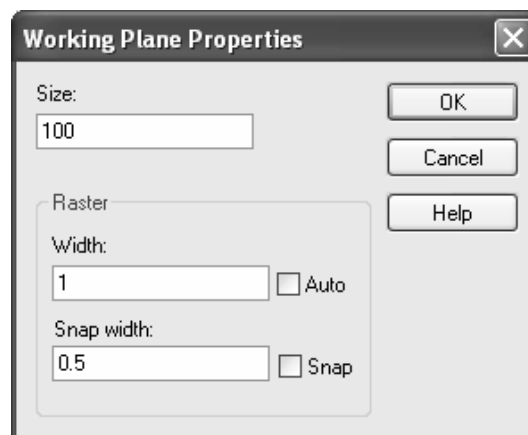 Working Plane Properties
Size:
100
OK
Cancel
Help
Raster
Width:
1
Auto
Snap width:
0.5
Snap